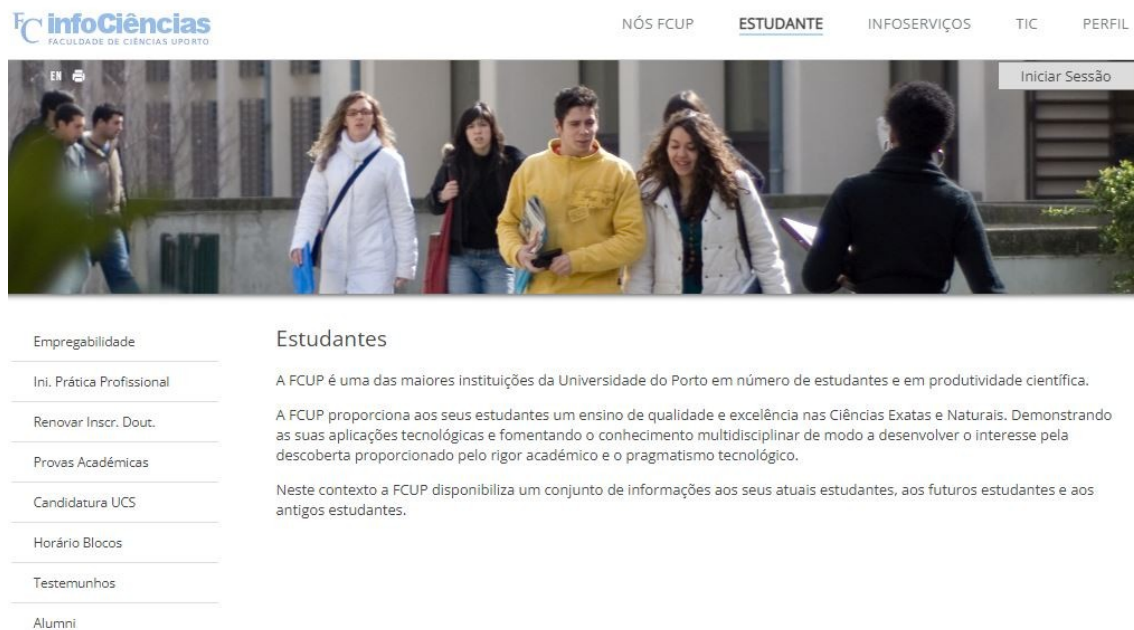 FC infoCiências
FACULDADE DE CIÊNCIAS UPORTO
NÓS FCUP
ESTUDANTE
INFOSERVIÇOS
TIC
PERFIL
EN
Iniciar Sessão
Empregabilidade
Ini. Prática Profissional
Renovar Inscr. Dout.
Provas Académicas
Candidatura UCS
Horário Blocos
Testemunhos
Alumni
Estudantes
A FCUP é uma das maiores instituições da Universidade do Porto em número de estudantes e em produtividade científica.
A FCUP proporciona aos seus estudantes um ensino de qualidade e excelência nas Ciências Exatas e Naturais. Demonstrando
as suas aplicações tecnológicas e fomentando o conhecimento multidisciplinar de modo a desenvolver o interesse pela
descoberta proporcionado pelo rigor académico e o pragmatismo tecnológico.
Neste contexto a FCUP disponibiliza um conjunto de informações aos seus atuais estudantes, aos futuros estudantes e aos
antigos estudantes.